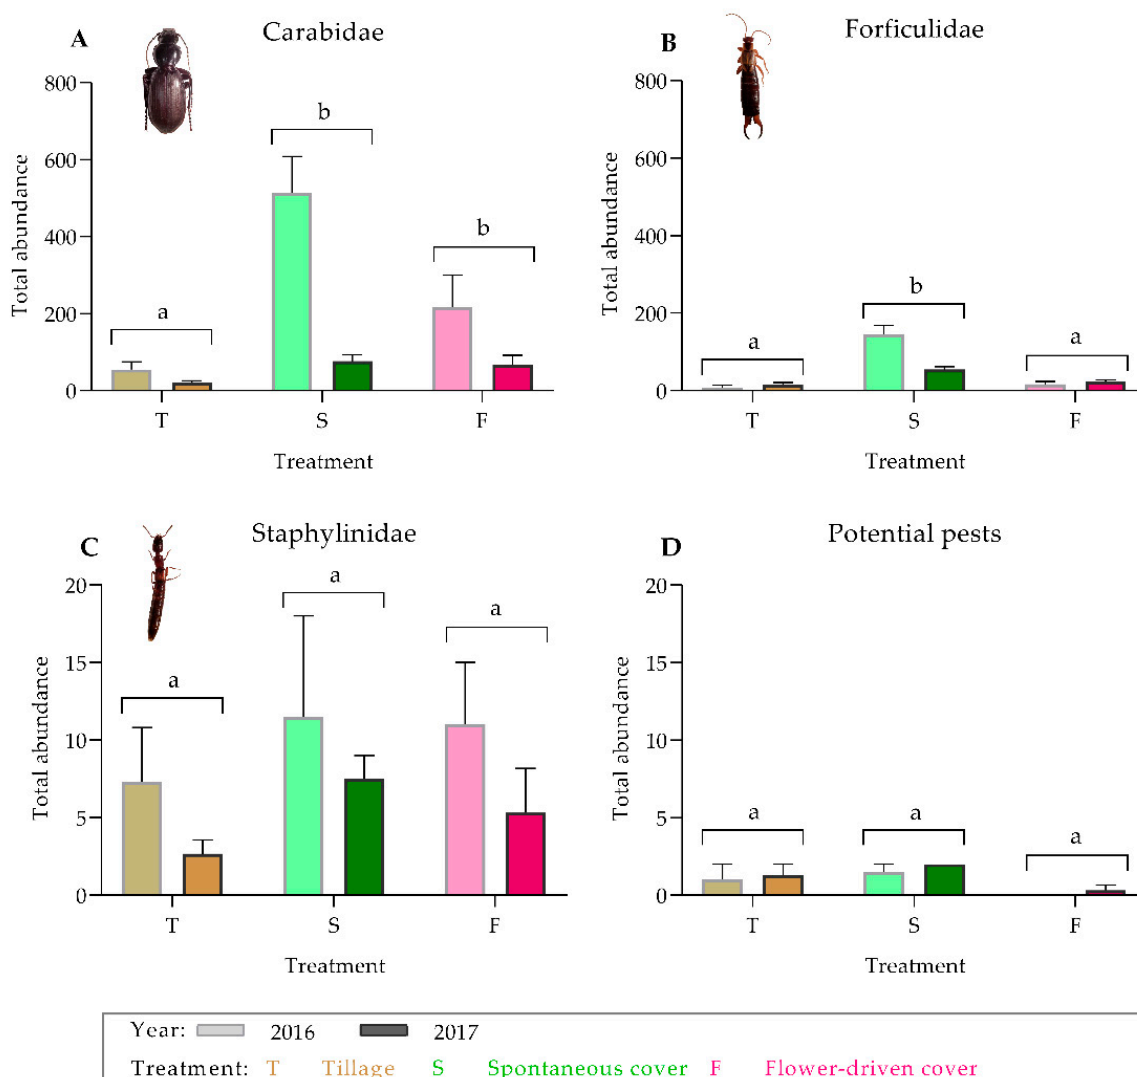 A Carabidae
Total abundance
800
600
400
200
0
a
b
b
T S F
Treatment
B Forficulidae
Total abundance
800
600
400
200
0
a
b
a
T S F
Treatment
C Staphylinidae
Total abundance
20
15
10
5
0
a
a
a
T S F
Treatment
D Potential pests
Total abundance
20
15
10
5
0
a
a
a
T S F
Treatment
Year: 2016 2017
Treatment: T Tillage S Spontaneous cover F Flower-driven cover